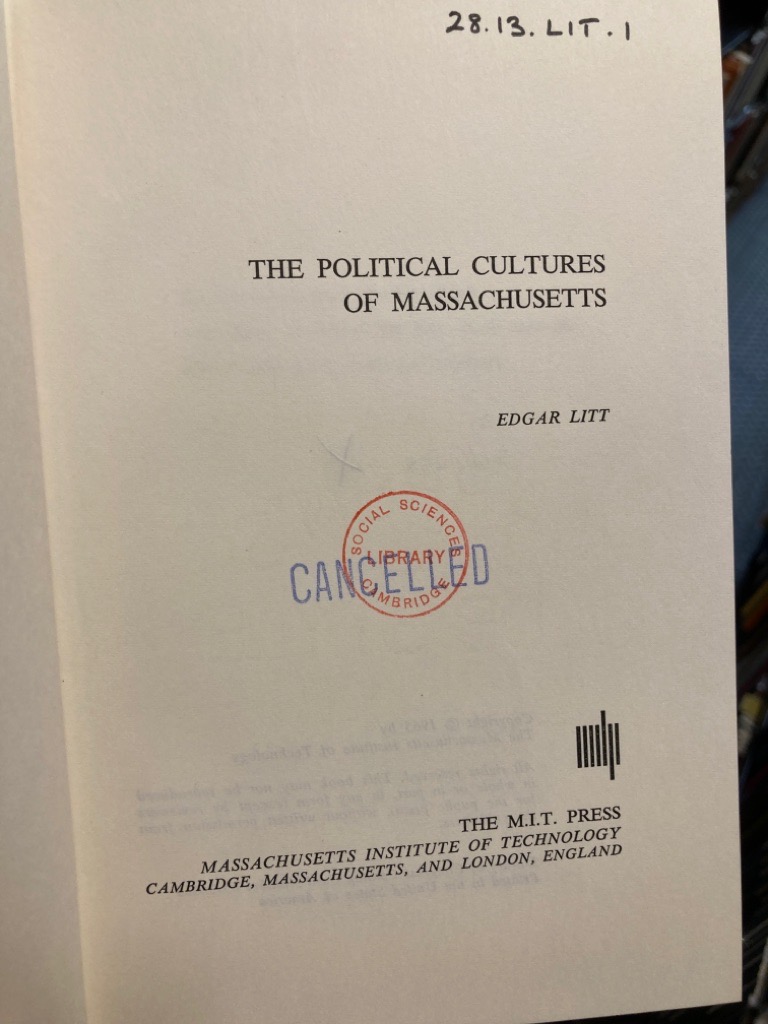 28.13.LIT.1
THE POLITICAL CULTURES
OF MASSACHUSETTS
EDGAR LITT
SOCIAL SCIENCES
LIBRARY
CAMBRIDGE
CANCELLED
THE M.I.T. PRESS
MASSACHUSETTS INSTITUTE OF TECHNOLOGY
CAMBRIDGE, MASSACHUSETTS, AND LONDON, ENGLAND